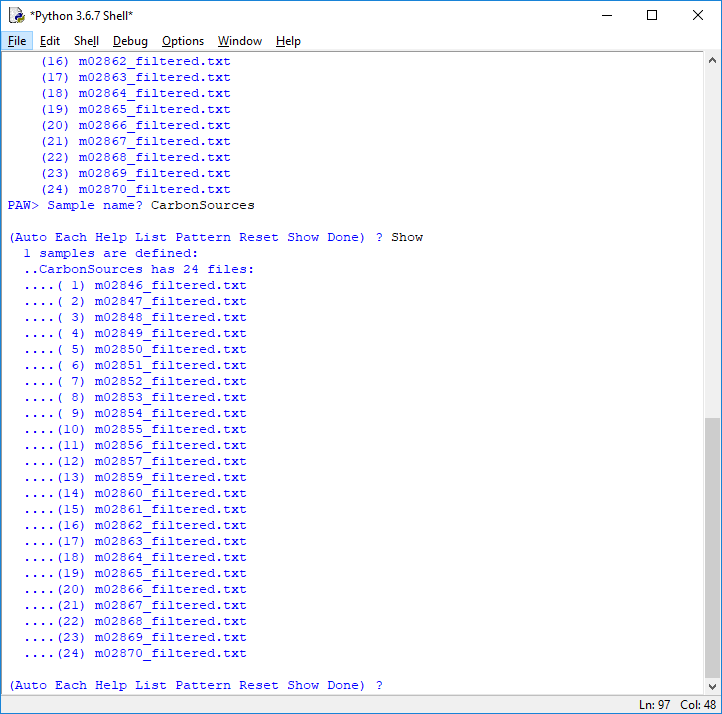 *Python 3.6.7 Shell*
File Edit Shell Debug Options Window Help
(16) m02862_filtered.txt
(17) m02863_filtered.txt
(18) m02864_filtered.txt
(19) m02865_filtered.txt
(20) m02866_filtered.txt
(21) m02867_filtered.txt
(22) m02868_filtered.txt
(23) m02869_filtered.txt
(24) m02870_filtered.txt
PAW> Sample name? CarbonSources
(Auto Each Help List Pattern Reset Show Done) ? Show
1 samples are defined:
..CarbonSources has 24 files:
....( 1) m02846_filtered.txt
....( 2) m02847_filtered.txt
....( 3) m02848_filtered.txt
....( 4) m02849_filtered.txt
....( 5) m02850_filtered.txt
....( 6) m02851_filtered.txt
....( 7) m02852_filtered.txt
....( 8) m02853_filtered.txt
....( 9) m02854_filtered.txt
....(10) m02855_filtered.txt
....(11) m02856_filtered.txt
....(12) m02857_filtered.txt
....(13) m02859_filtered.txt
....(14) m02860_filtered.txt
....(15) m02861_filtered.txt
....(16) m02862_filtered.txt
....(17) m02863_filtered.txt
....(18) m02864_filtered.txt
....(19) m02865_filtered.txt
....(20) m02866_filtered.txt
....(21) m02867_filtered.txt
....(22) m02868_filtered.txt
....(23) m02869_filtered.txt
....(24) m02870_filtered.txt
(Auto Each Help List Pattern Reset Show Done) ?
Ln: 97 Col: 48